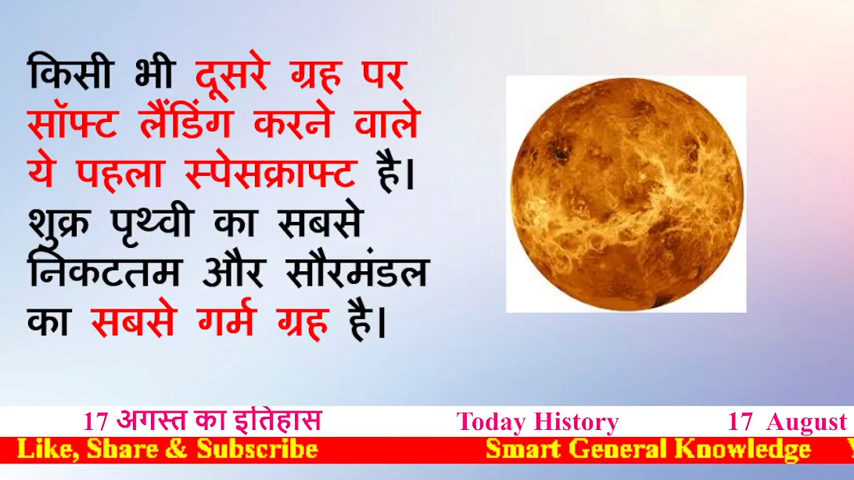 किसी भी दूसरे ग्रह पर
सॉफ्ट लैंडिंग करने वाले
ये पहला स्पेसक्राफ्ट है।
शुक्र पृथ्वी का सबसे
निकटतम और सौरमंडल
का सबसे गर्म ग्रह है।
17 अगस्त का इतिहास Today History 17 August
Like, Share & Subscribe Smart General Knowledge